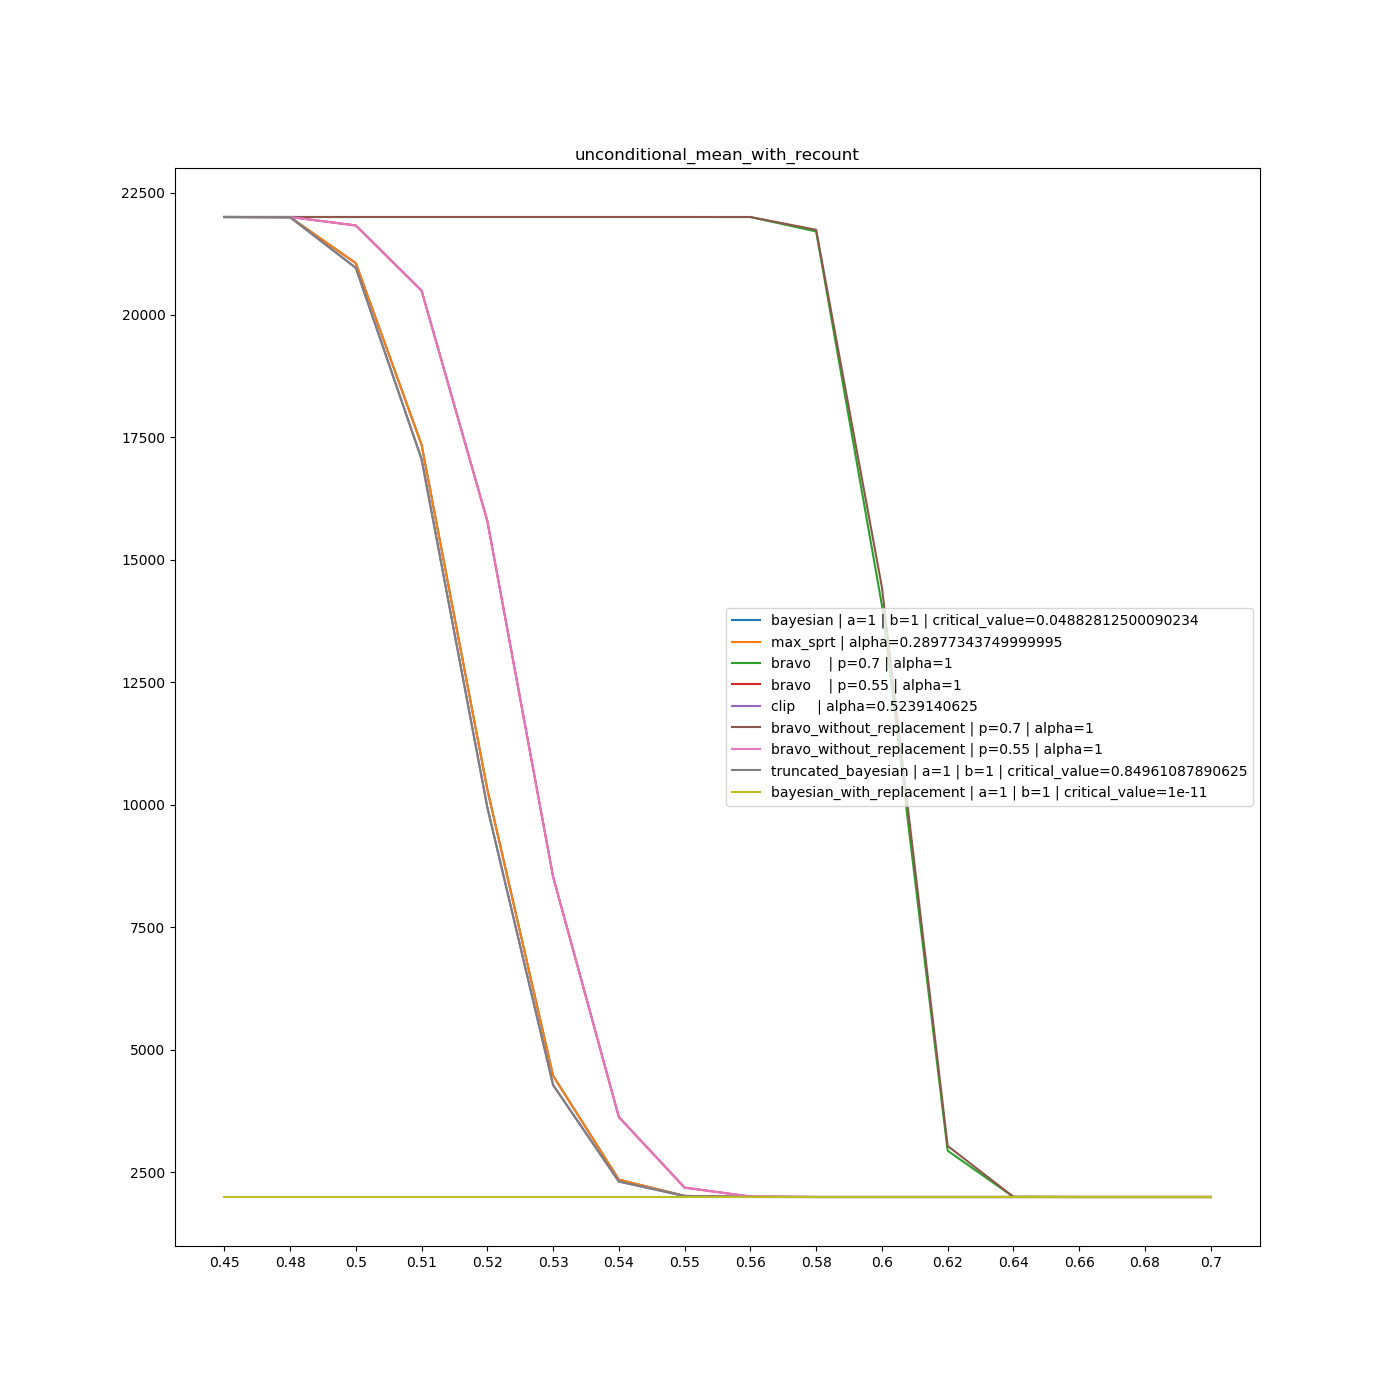 unconditional_mean_with_recount
22500
20000
17500
15000
12500
10000
7500
5000
2500
bayesian | a=1 | b=1 | critical_value=0.04882812500090234
max_sprt | alpha=0.28977343749999995
bravo | p=0.7 | alpha=1
bravo | p=0.55 | alpha=1
clip | alpha=0.5239140625
bravo_without_replacement | p=0.7 | alpha=1
bravo_without_replacement | p=0.55 | alpha=1
truncated_bayesian | a=1 | b=1 | critical_value=0.84961087890625
bayesian_with_replacement | a=1 | b=1 | critical_value=1e-11
0.45 0.48 0.5 0.51 0.52 0.53 0.54 0.55 0.56 0.58 0.6 0.62 0.64 0.66 0.68 0.7